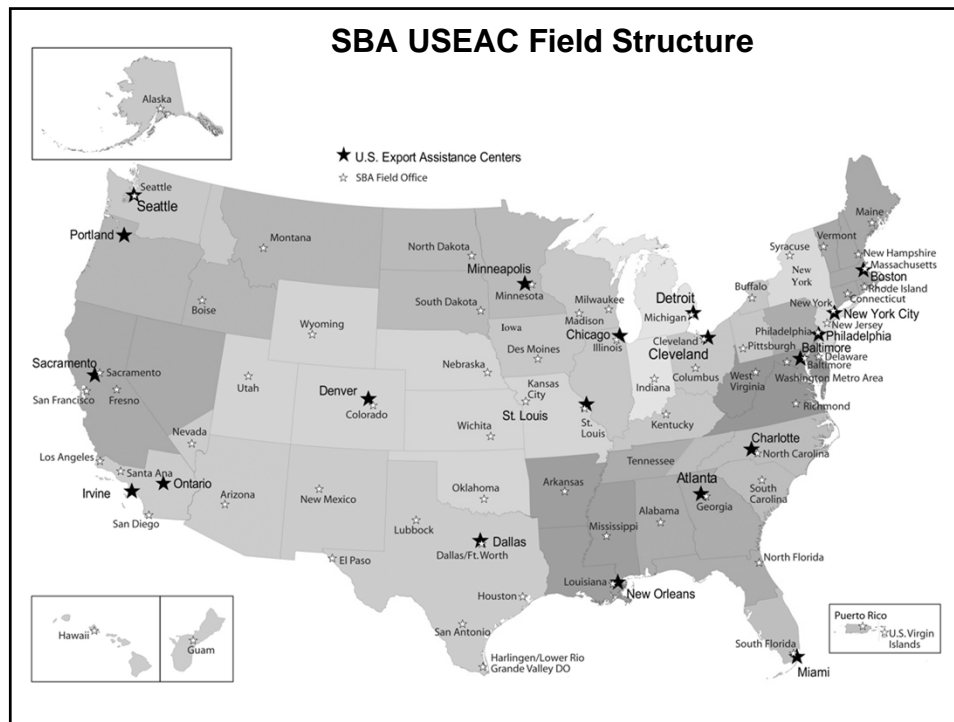 SBA USEAC Field Structure
Alaska
U.S. Export Assistance Centers
SBA Field Office
Seattle
Seattle
Portland
Montana
North Dakota
Minneapolis
Minnesota
South Dakota
Boise
Wyoming
Milwaukee
Madison
Iowa
Des Moines
Chicago
Illinois
Detroit
Michigan
Cleveland
Cleveland
Columbus
Indiana
Maine
Vermont
Syracuse
New
York
New Hampshire
Massachusetts
Boston
Rhode Island
Connecticut
Buffalo
New York
New York City
New Jersey
Philadelphia
Philadelphia
Pittsburgh
Baltimore
Baltimore
Delaware
Washington Metro Area
West
Virginia
Richmond
Sacramento
Sacramento
San Francisco
Fresno
Nevada
Utah
Denver
Colorado
Nebraska
Kansas
City
St. Louis
St.
Louis
Wichita
Kentucky
Tennessee
Charlotte
North Carolina
South
Carolina
Los Angeles
Santa Ana
Irvine
Ontario
San Diego
Arizona
New Mexico
Oklahoma
Arkansas
Atlanta
Georgia
Alabama
Mississippi
Lubbock
Dallas
Dallas/Ft. Worth
El Paso
Houston
San Antonio
Harlingen/Lower Rio
Grande Valley DO
Louisiana
New Orleans
North Florida
South Florida
Miami
Hawaii
Guam
Puerto Rico
U.S. Virgin
Islands